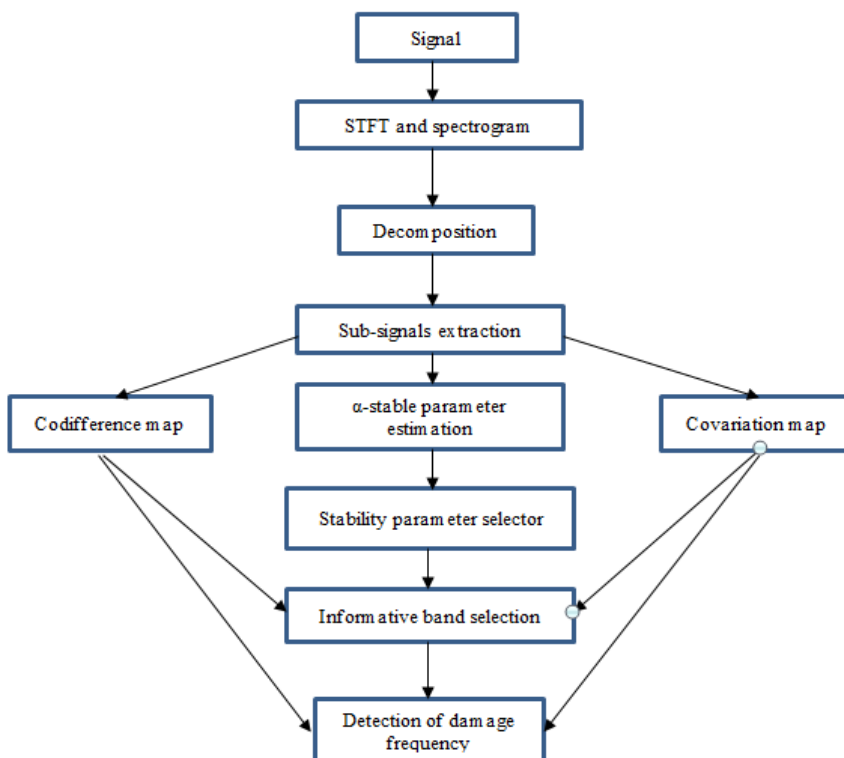 Signal
STFT and spectrogram
Decomposition
Sub-signals extraction
Codifference map
α-stable parameter
estimation
Covariation map
Stability parameter selector
Informative band selection
Detection of damage
frequency